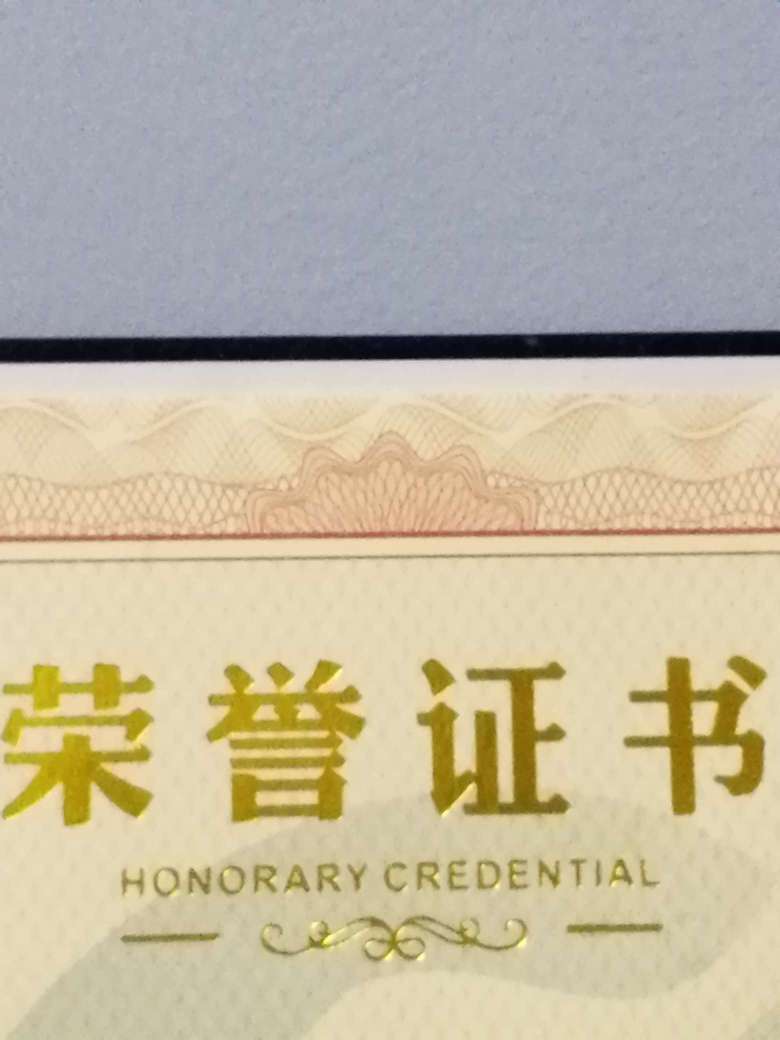 荣誉证书
HONORARY CREDENTIAL